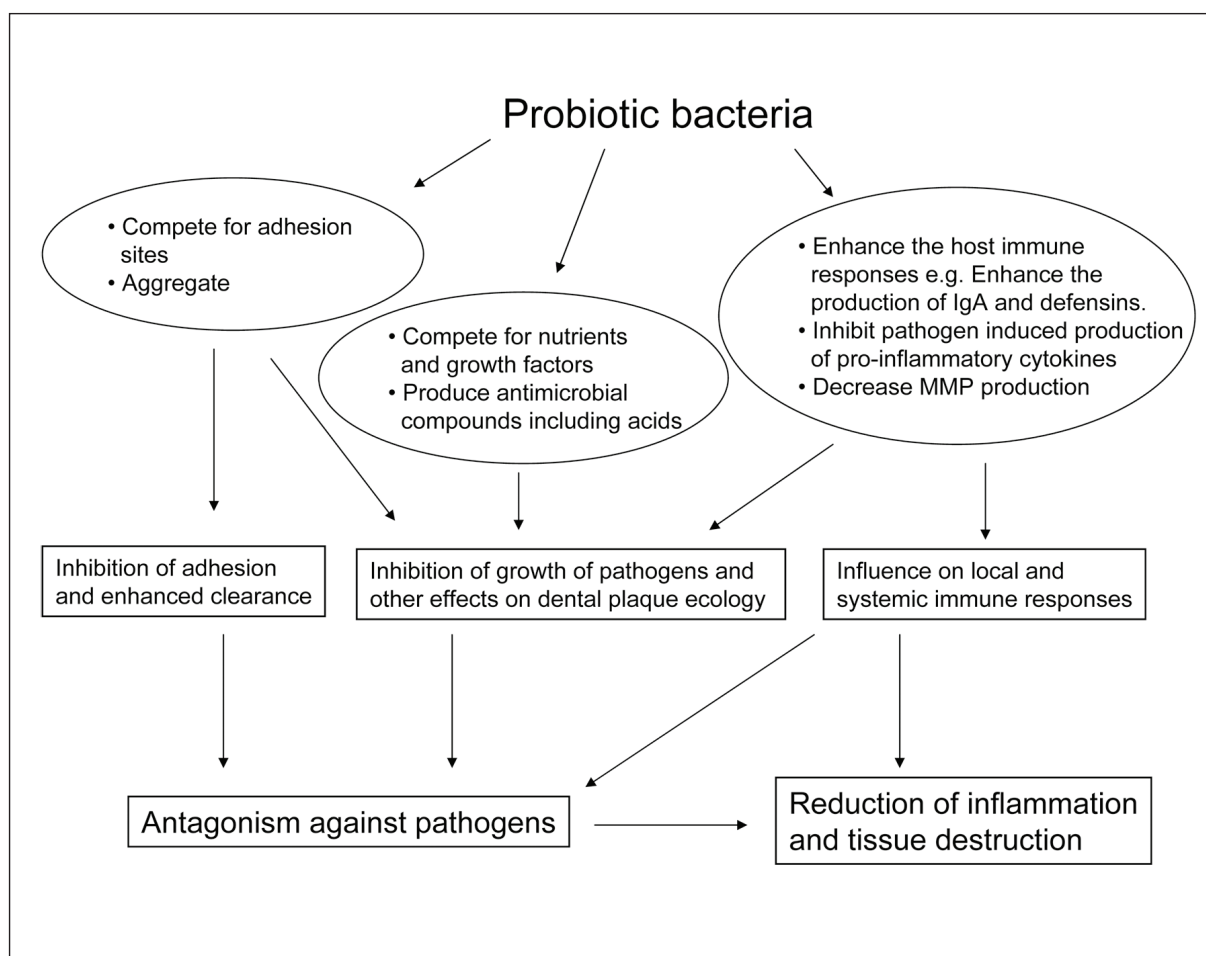 Probiotic bacteria
• Compete for adhesion
sites
• Aggregate
• Compete for nutrients
and growth factors
• Produce antimicrobial
compounds including acids
• Enhance the host immune
responses e.g. Enhance the
production of IgA and defensins.
• Inhibit pathogen induced production
of pro-inflammatory cytokines
• Decrease MMP production
Inhibition of adhesion
and enhanced clearance
Inhibition of growth of pathogens and
other effects on dental plaque ecology
Influence on local and
systemic immune responses
Antagonism against pathogens
Reduction of inflammation
and tissue destruction